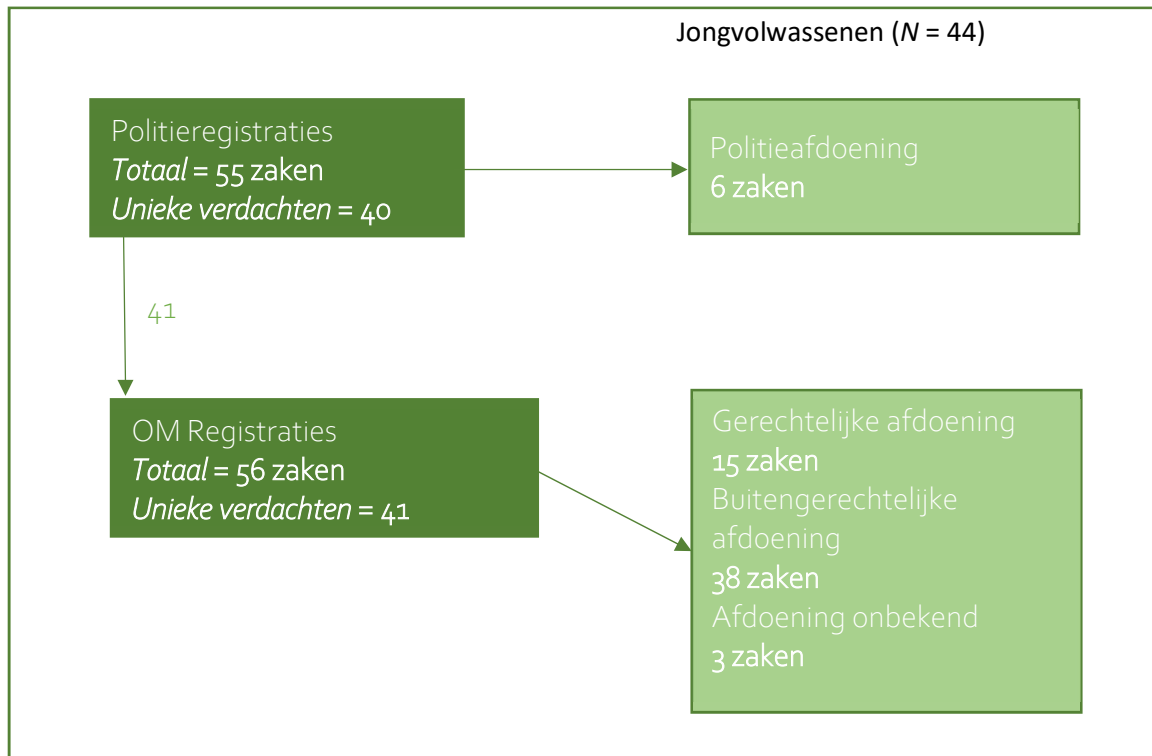 Jongvolwassenen (N = 44)
Politieregistraties
Totaal = 55 zaken
Unieke verdachten = 40
Politieafdoening
6 zaken
41
OM Registraties
Totaal = 56 zaken
Unieke verdachten = 41
Gerechtelijke afdoening
15 zaken
Buitengerechtelijke
afdoening
38 zaken
Afdoening onbekend
3 zaken